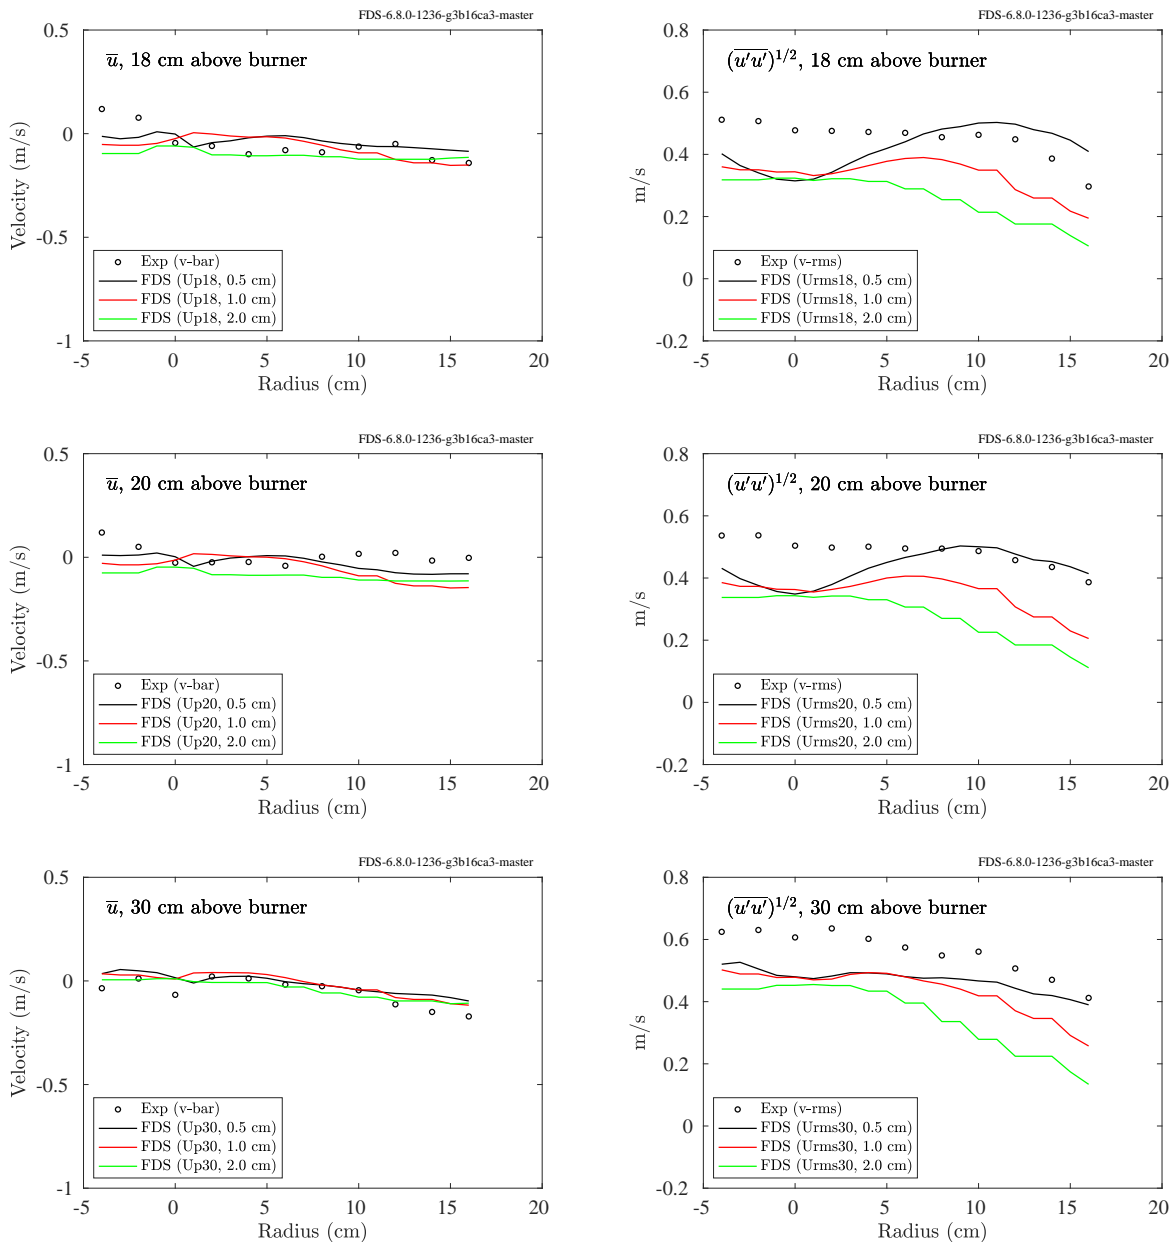 FDS-6.8.0-1236-g3b16ca3-master
u̅, 18 cm above burner
0.5
0
-0.5
-1
Velocity (m/s)
Exp (v-bar)
FDS (Up18, 0.5 cm)
FDS (Up18, 1.0 cm)
FDS (Up18, 2.0 cm)
-5 0 5 10 15 20
Radius (cm)
FDS-6.8.0-1236-g3b16ca3-master
(u'u')^1/2, 18 cm above burner
0.8
0.6
0.4
0.2
0
-0.2
m/s
Exp (v-rms)
FDS (Urms18, 0.5 cm)
FDS (Urms18, 1.0 cm)
FDS (Urms18, 2.0 cm)
-5 0 5 10 15 20
Radius (cm)
FDS-6.8.0-1236-g3b16ca3-master
u̅, 20 cm above burner
0.5
0
-0.5
-1
Velocity (m/s)
Exp (v-bar)
FDS (Up20, 0.5 cm)
FDS (Up20, 1.0 cm)
FDS (Up20, 2.0 cm)
-5 0 5 10 15 20
Radius (cm)
FDS-6.8.0-1236-g3b16ca3-master
(u'u')^1/2, 20 cm above burner
0.8
0.6
0.4
0.2
0
-0.2
m/s
Exp (v-rms)
FDS (Urms20, 0.5 cm)
FDS (Urms20, 1.0 cm)
FDS (Urms20, 2.0 cm)
-5 0 5 10 15 20
Radius (cm)
FDS-6.8.0-1236-g3b16ca3-master
u̅, 30 cm above burner
0.5
0
-0.5
-1
Velocity (m/s)
Exp (v-bar)
FDS (Up30, 0.5 cm)
FDS (Up30, 1.0 cm)
FDS (Up30, 2.0 cm)
-5 0 5 10 15 20
Radius (cm)
FDS-6.8.0-1236-g3b16ca3-master
(u'u')^1/2, 30 cm above burner
0.8
0.6
0.4
0.2
0
-0.2
m/s
Exp (v-rms)
FDS (Urms30, 0.5 cm)
FDS (Urms30, 1.0 cm)
FDS (Urms30, 2.0 cm)
-5 0 5 10 15 20
Radius (cm)